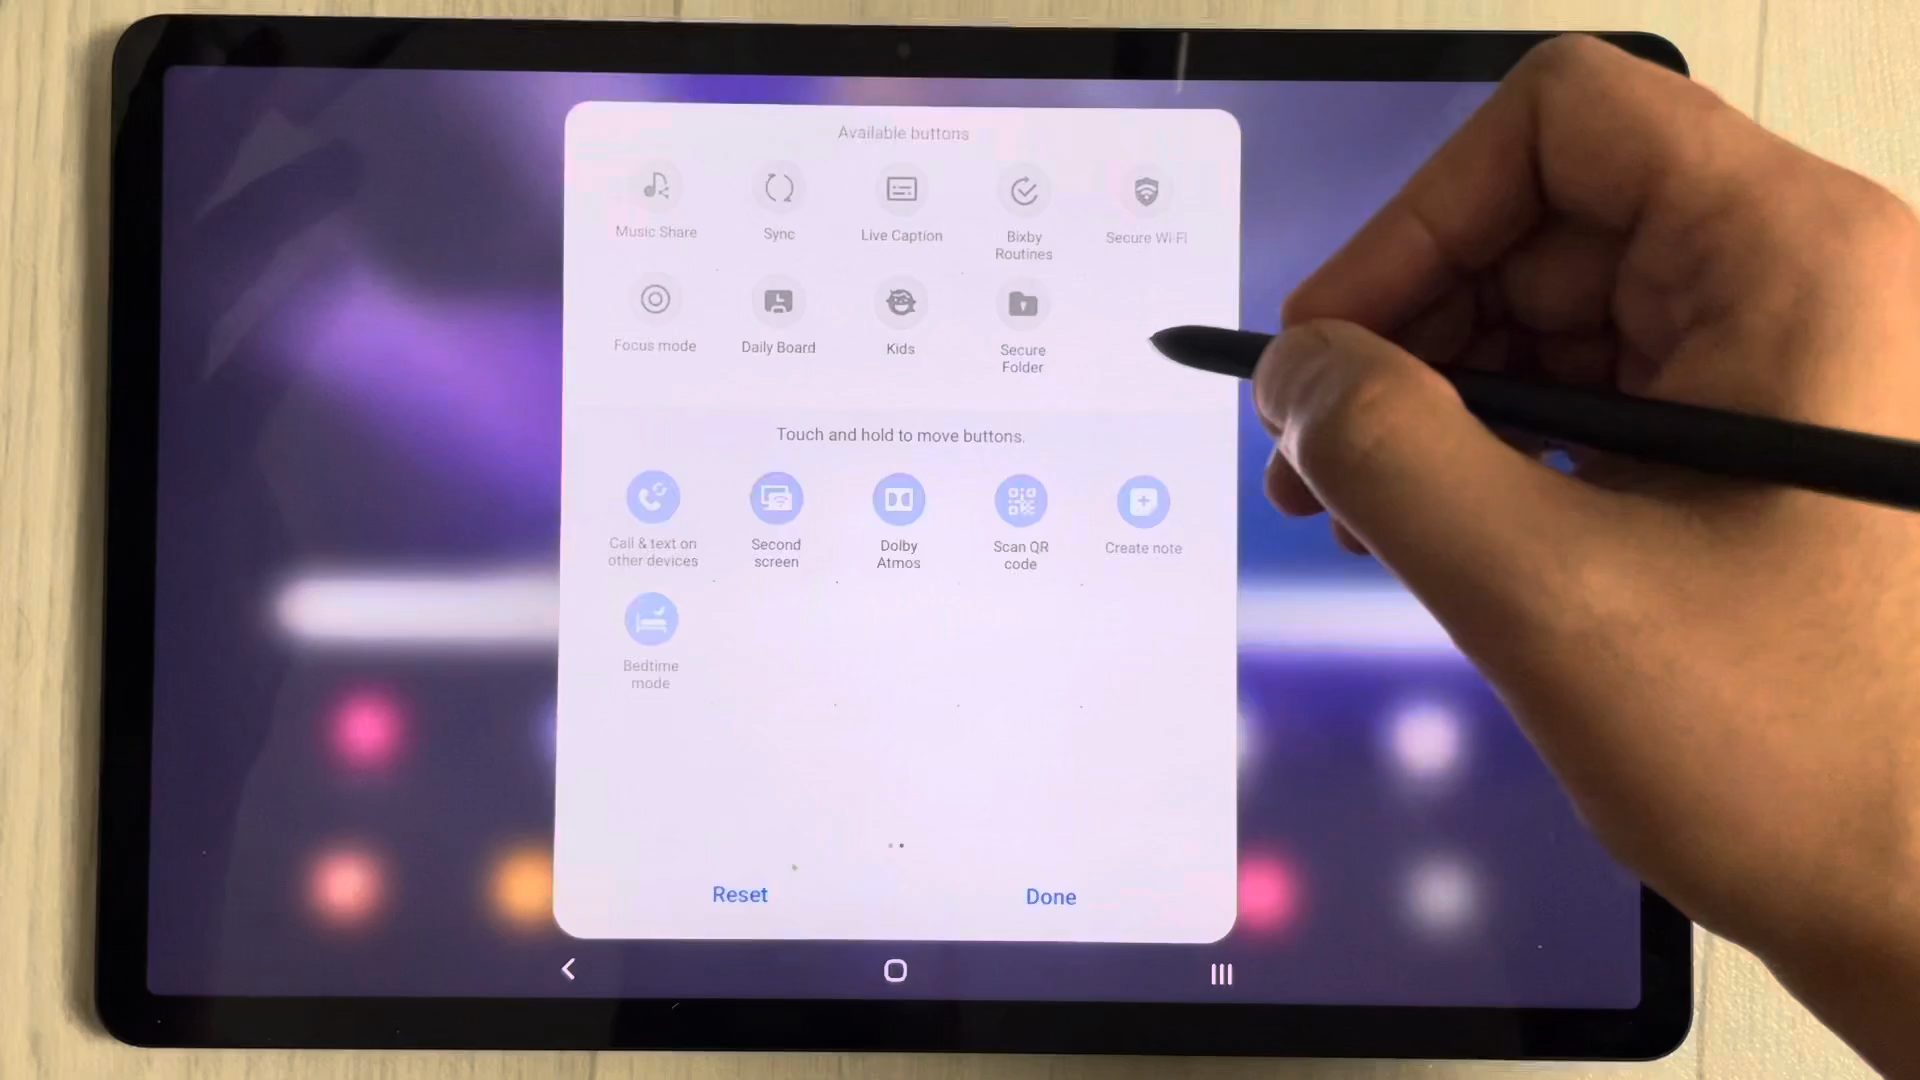 Available buttons
Music Share
Sync
Live Caption
Bixby
Routines
Secure Wi-Fi
Focus mode
Daily Board
Kids
Secure
Folder
Touch and hold to move buttons.
Call & text on
other devices
Second
screen
Dolby
Atmos
Scan QR
code
Create note
Bedtime
mode
Reset
Done